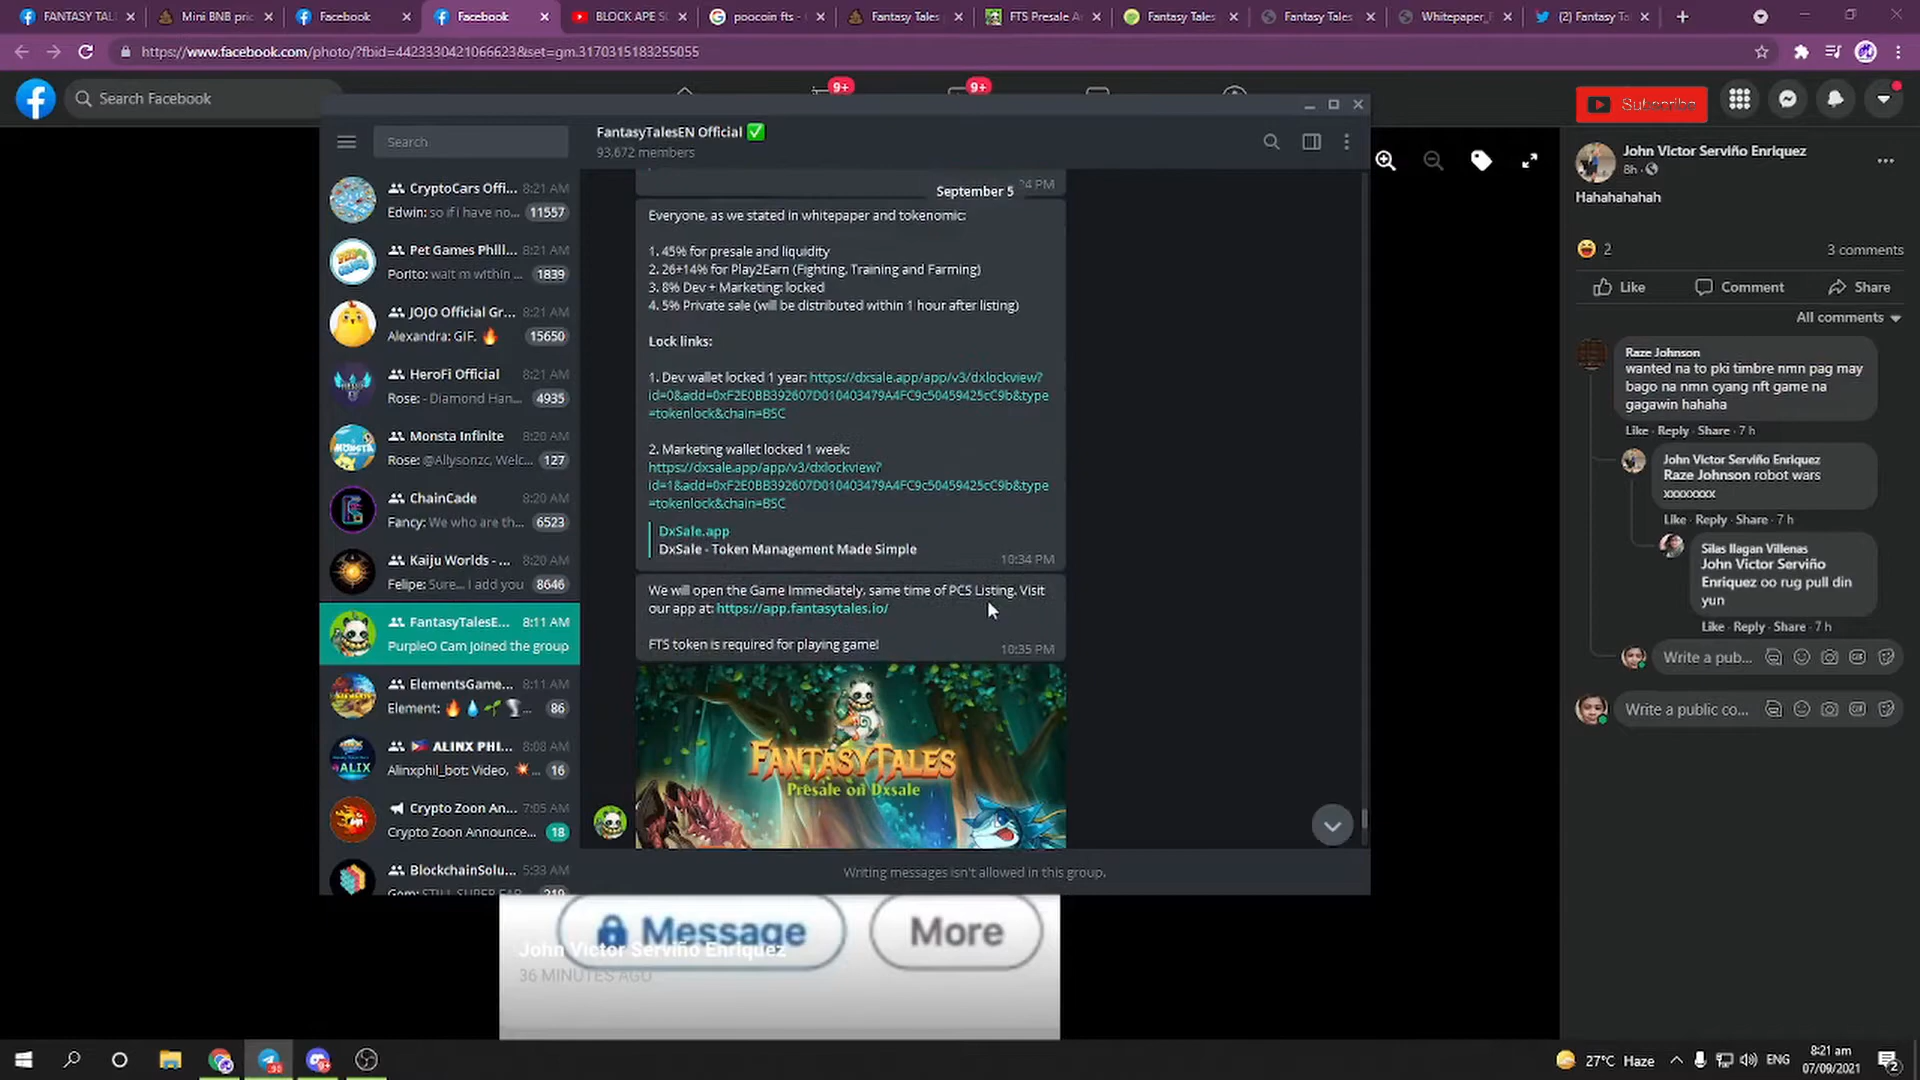 FANTASY TAL
Mini BNB pric
Facebook
Facebook
BLOCK APE S
poocoin fts -
Fantasy Tales
FTS Presale A
Fantasy Tales
Fantasy Tales
Whitepaper_F
(2) Fantasy Ta
https://www.facebook.com/photo/?fbid=4423330421066623&set=gm.3170315183255055
Search Facebook
9+
9+
Subscribe
Search
FantasyTalesEN Official
93,672 members
CryptoCars Offi... 8:21 AM
Edwin: so if i have no... 11557
Pet Games Phili... 8:21 AM
Porito: wait m within ... 1839
JOJO Official Gr... 8:21 AM
Alexandra: GIF, 15650
HeroFi Official 8:21 AM
Rose: - Diamond Han... 4935
Monsta Infinite 8:20 AM
Rose: @Allysonzc, Welc... 127
ChainCade 8:20 AM
Fancy: We who are th... 6523
Kaiju Worlds - ... 8:20 AM
Felipe: Sure... I add you 8646
FantasyTalesE... 8:11 AM
PurpleO Cam joined the group
ElementsGame... 8:11 AM
Element: ... 86
ALINX PHI... 8:08 AM
Alinxphil_bot: Video, ... 16
Crypto Zoon An... 7:05 AM
Crypto Zoon Announce... 18
BlockchainSolu... 5:33 AM
219
September 5
Everyone, as we stated in whitepaper and tokenomic:
1. 45% for presale and liquidity
2. 26+14% for Play2Earn (Fighting, Training and Farming)
3. 8% Dev + Marketing: locked
4. 5% Private sale (will be distributed within 1 hour after listing)
Lock links:
1. Dev wallet locked 1 year: https://dxsale.app/app/v3/dxlockview?
id=0&add=0xF2E0BB392607D010403479A4FC9c50459425cC9b&type
=tokenlock&chain=BSC
2. Marketing wallet locked 1 week:
https://dxsale.app/app/v3/dxlockview?
id=1&add=0xF2E0BB392607D010403479A4FC9c50459425cC9b&type
=tokenlock&chain=BSC
DxSale.app
DxSale - Token Management Made Simple
10:34 PM
We will open the Game Immediately, same time of PCS Listing. Visit
our app at: https://app.fantasytales.io/
FTS token is required for playing game!
10:35 PM
FANTASYTALES
Presale on Dxsale
Writing messages isn't allowed in this group.
Message
More
John Victor Serviño Enriquez
36 MINUTES AGO
John Victor Serviño Enriquez
8h
Hahahahahah
2
3 comments
Like
Comment
Share
All comments
Raze Johnson
wanted na to pki timbre nmn pag may
bago na nmn cyang nft game na
gagawin hahaha
Like · Reply · Share · 7 h
John Victor Serviño Enriquez
Raze Johnson robot wars
xxxxxxxx
Like · Reply · Share · 7 h
Silas Ilagan Villenas
John Victor Serviño
Enriquez oo rug pull din
yun
Like · Reply · Share · 7 h
Write a pub...
Write a public co...
27°C Haze
ENG
8:21 am
07/09/2021
2